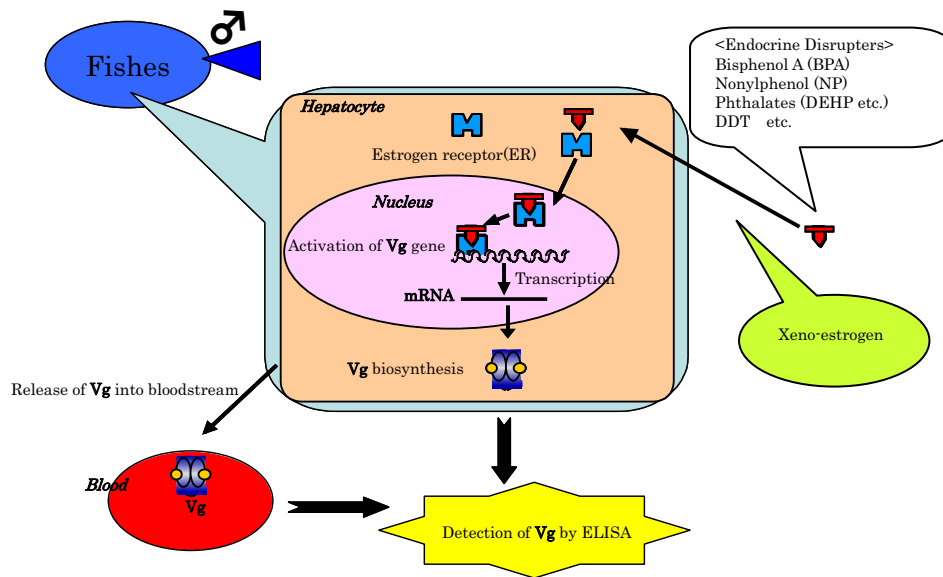 ♂
Fishes
<Endocrine Disrupters>
Bisphenol A (BPA)
Nonylphenol (NP)
Phthalates (DEHP etc.)
DDT etc.
Hepatocyte
Estrogen receptor(ER)
Nucleus
Activation of Vg gene
Transcription
mRNA
Xeno-estrogen
Vg biosynthesis
Release of Vg into bloodstream
Blood
Vg
Detection of Vg by ELISA